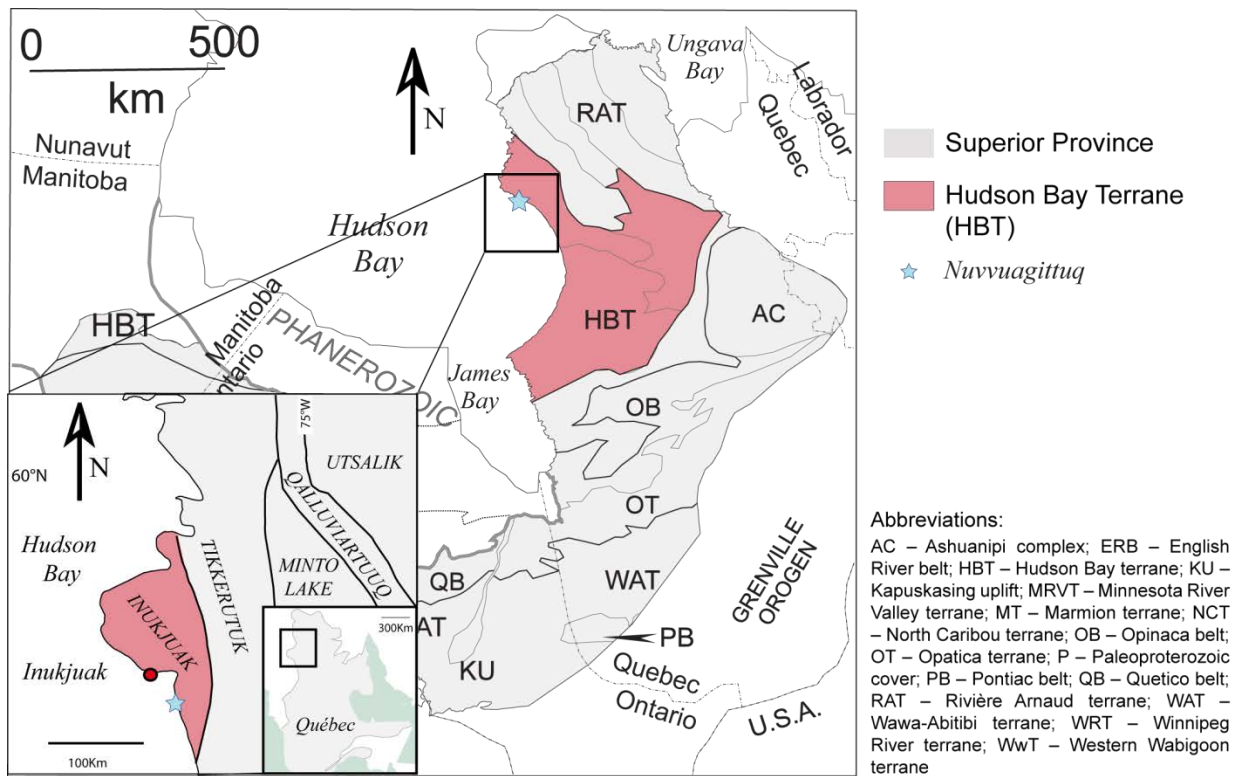 0 500
km
N
Ungava
Bay
Labrador
Quebec
RAT
Nunavut
Manitoba
Hudson
Bay
HBT
Manitoba
ntario
PHANEROZOIC
James
Bay
HBT
AC
OB
OT
WAT
QB
AT
KU
PB
GRENVILLE
OROGEN
Quebec
Ontario
U.S.A.
N
60°N
75°W
UTSALIK
QALLUVIARTUUQ
Hudson
Bay
TIKKERUTUK
MINTO
LAKE
INUKJUAK
Inukjuak
100Km
300Km
Québec
Superior Province
Hudson Bay Terrane
(HBT)
Nuvvuagittuq
Abbreviations:
AC – Ashuanipi complex; ERB – English
River belt; HBT – Hudson Bay terrane; KU –
Kapuskasing uplift; MRVT – Minnesota River
Valley terrane; MT – Marmion terrane; NCT
– North Caribou terrane; OB – Opinaca belt;
OT – Opatica terrane; P – Paleoproterozoic
cover; PB – Pontiac belt; QB – Quetico belt;
RAT – Rivière Arnaud terrane; WAT –
Wawa-Abitibi terrane; WRT – Winnipeg
River terrane; WwT – Western Wabigoon
terrane